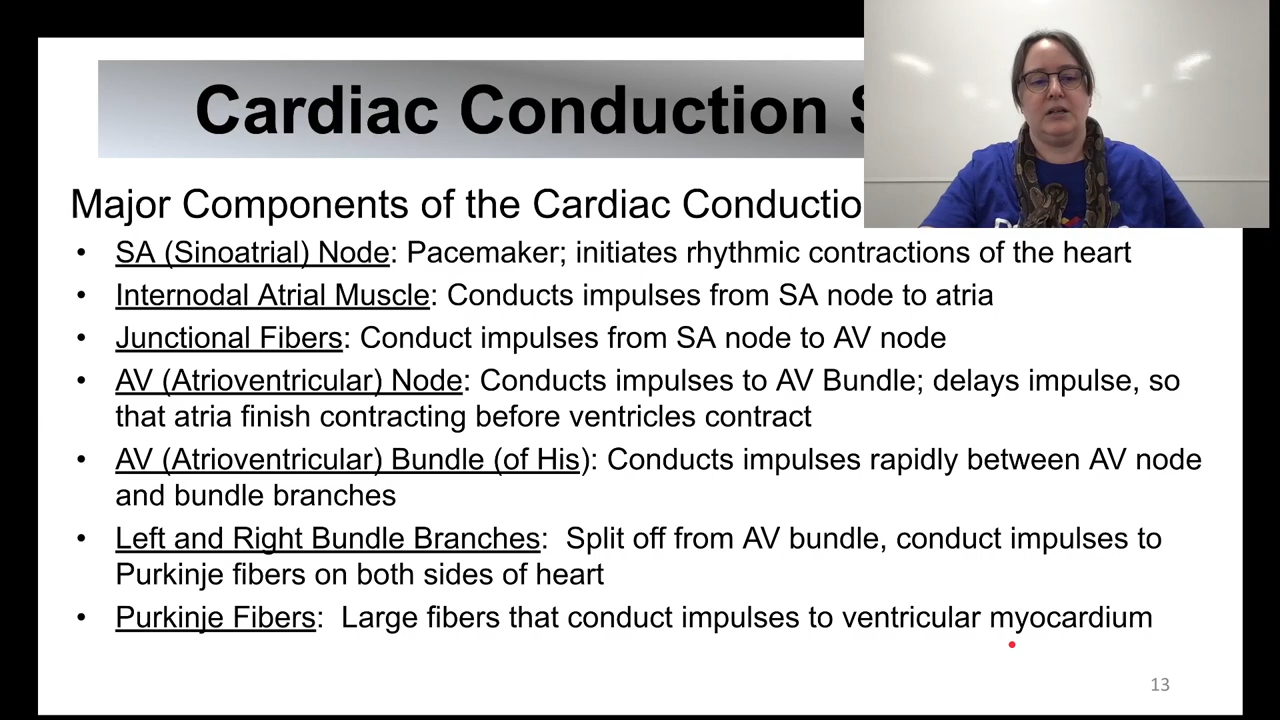 Cardiac Conduction
Major Components of the Cardiac
• SA (Sinoatrial) Node: Pacemaker; initiates rhythmic contractions of the heart
• Internodal Atrial Muscle: Conducts impulses from SA node to atria
• Junctional Fibers: Conduct impulses from SA node to AV node
• AV (Atrioventricular) Node: Conducts impulses to AV Bundle; delays impulse, so
that atria finish contracting before ventricles contract
• AV (Atrioventricular) Bundle (of His): Conducts impulses rapidly between AV node
and bundle branches
• Left and Right Bundle Branches:  Split off from AV bundle, conduct impulses to
Purkinje fibers on both sides of heart
• Purkinje Fibers:  Large fibers that conduct impulses to ventricular myocardium
13